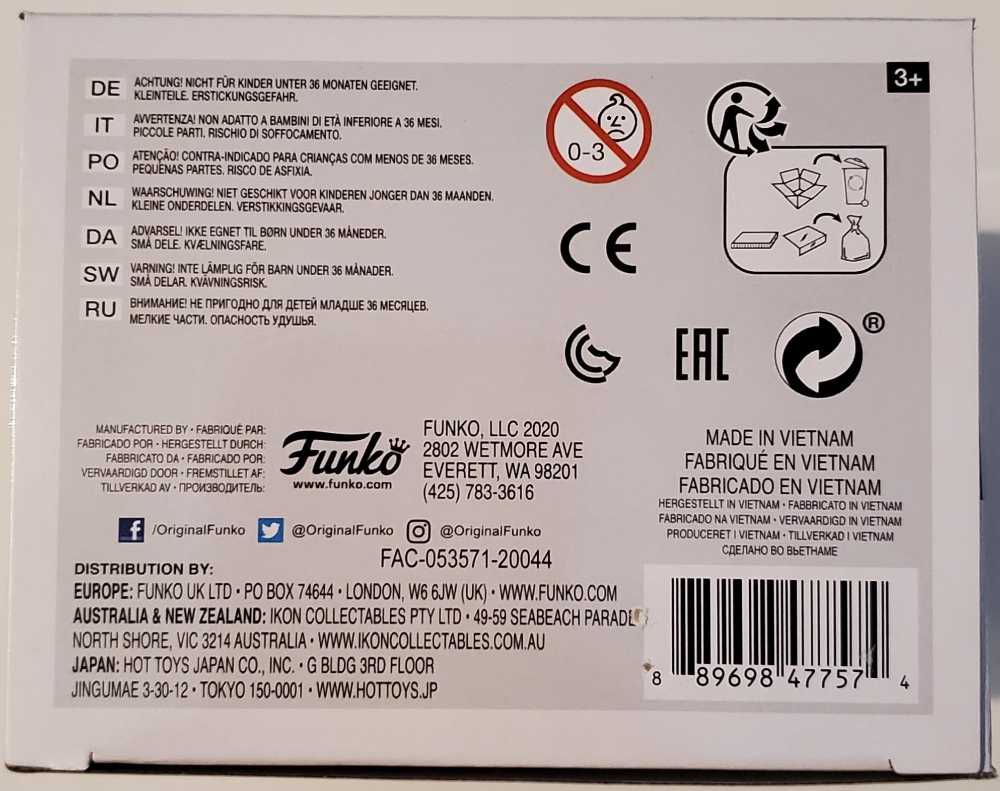 3+
DE ACHTUNG! NICHT FÜR KINDER UNTER 36 MONATEN GEEIGNET.
KLEINTEILE. ERSTICKUNGSGEFAHR.
IT AVVERTENZA! NON ADATTO A BAMBINI DI ETÀ INFERIORE A 36 MESI.
PICCOLE PARTI. RISCHIO DI SOFFOCAMENTO.
PO ATENÇÃO! CONTRA-INDICADO PARA CRIANÇAS COM MENOS DE 36 MESES.
PEQUENAS PARTES. RISCO DE ASFIXIA.
NL WAARSCHUWING! NIET GESCHIKT VOOR KINDEREN JONGER DAN 36 MAANDEN.
KLEINE ONDERDELEN. VERSTIKKINGSGEVAAR.
DA ADVARSEL! IKKE EGNET TIL BØRN UNDER 36 MÅNEDER.
SMÅ DELE. KVÆLNINGSFARE.
SW VARNING! INTE LÄMPLIG FÖR BARN UNDER 36 MÅNADER.
SMÅ DELAR. KVÄVNINGSRISK.
RU ВНИМАНИЕ! НЕ ПРИГОДНО ДЛЯ ДЕТЕЙ МЛАДШЕ 36 МЕСЯЦЕВ.
МЕЛКИЕ ЧАСТИ. ОПАСНОСТЬ УДУШЬЯ.
0-3
CE
EAC
®
MANUFACTURED BY • FABRIQUÉ PAR:
FABRICADO POR • HERGESTELLT DURCH:
FABBRICATO DA • FABRICADO POR:
VERVAARDIGD DOOR • FREMSTILLET AF:
TILLVERKAD AV • ПРОИЗВОДИТЕЛЬ:
Funko
www.funko.com
FUNKO, LLC 2020
2802 WETMORE AVE
EVERETT, WA 98201
(425) 783-3616
/OriginalFunko @OriginalFunko @OriginalFunko
FAC-053571-20044
MADE IN VIETNAM
FABRIQUÉ EN VIETNAM
FABRICADO EN VIETNAM
HERGESTELLT IN VIETNAM • FABBRICATO IN VIETNAM
FABRICADO NA VIETNAM • VERVAARDIGD IN VIETNAM
PRODUCERET I VIETNAM • TILLVERKAD I VIETNAM
СДЕЛАНО ВО ВЬЕТНАМЕ
DISTRIBUTION BY:
EUROPE: FUNKO UK LTD • PO BOX 74644 • LONDON, W6 6JW (UK) • WWW.FUNKO.COM
AUSTRALIA & NEW ZEALAND: IKON COLLECTABLES PTY LTD • 49-59 SEABEACH PARADE
NORTH SHORE, VIC 3214 AUSTRALIA • WWW.IKONCOLLECTABLES.COM.AU
JAPAN: HOT TOYS JAPAN CO., INC. • G BLDG 3RD FLOOR
JINGUMAE 3-30-12 • TOKYO 150-0001 • WWW.HOTTOYS.JP
8 89698 47757 4